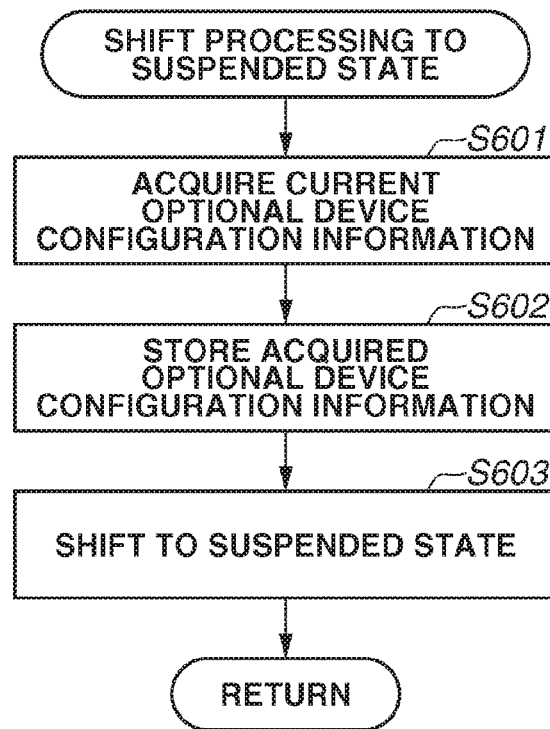 SHIFT PROCESSING TO
SUSPENDED STATE
S601
ACQUIRE CURRENT
OPTIONAL DEVICE
CONFIGURATION INFORMATION
S602
STORE ACQUIRED
OPTIONAL DEVICE
CONFIGURATION INFORMATION
S603
SHIFT TO SUSPENDED STATE
RETURN